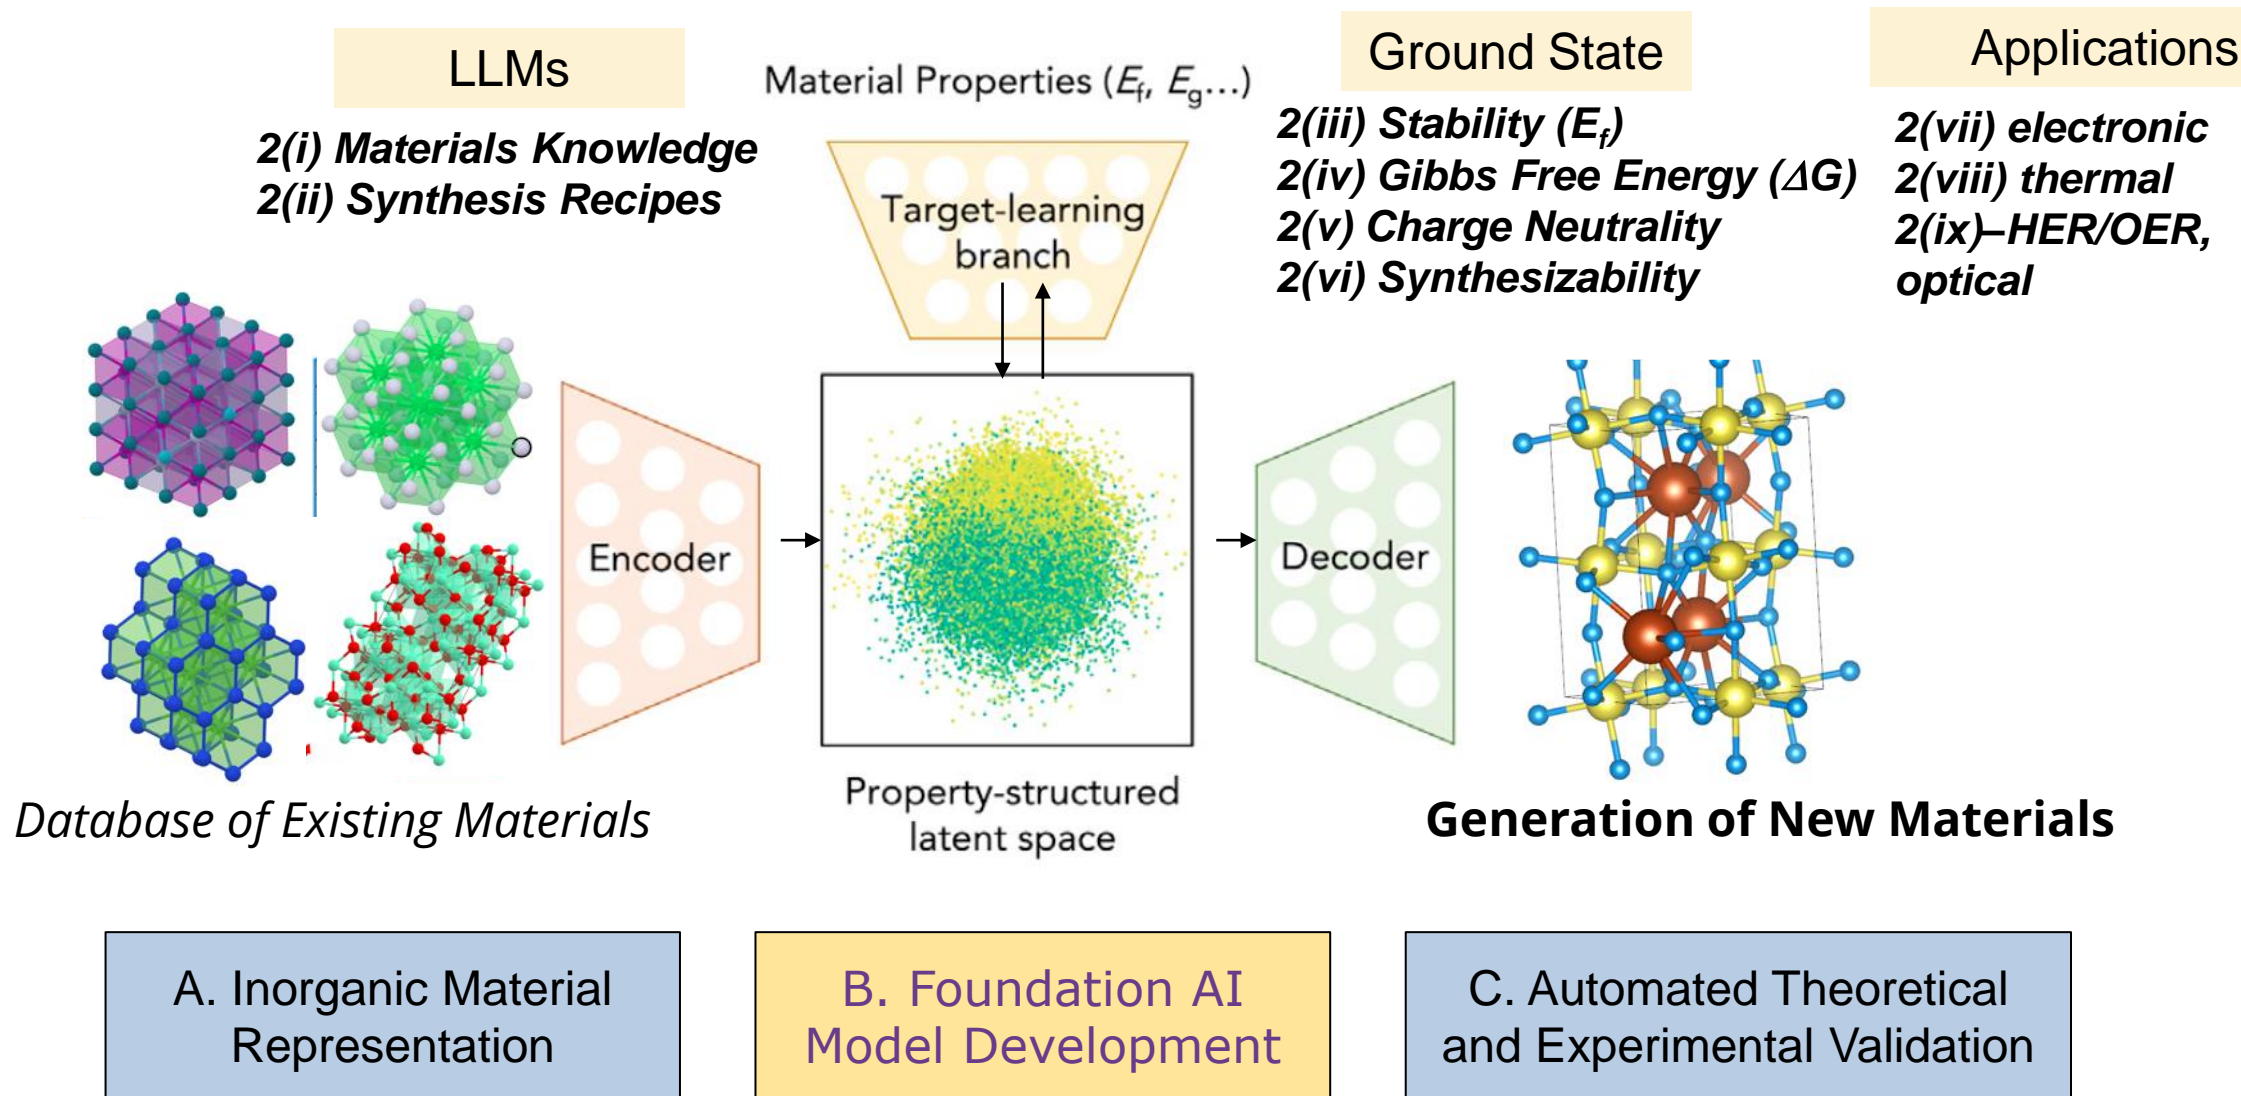 LLMs
2(i) Materials Knowledge
2(ii) Synthesis Recipes
Material Properties (Ef, Eg...)
Target-learning
branch
Ground State
2(iii) Stability (Ef)
2(iv) Gibbs Free Energy (ΔG)
2(v) Charge Neutrality
2(vi) Synthesizability
Applications
2(vii) electronic
2(viii) thermal
2(ix)–HER/OER,
optical
Encoder
Decoder
Database of Existing Materials
Property-structured
latent space
Generation of New Materials
A. Inorganic Material
Representation
B. Foundation AI
Model Development
C. Automated Theoretical
and Experimental Validation